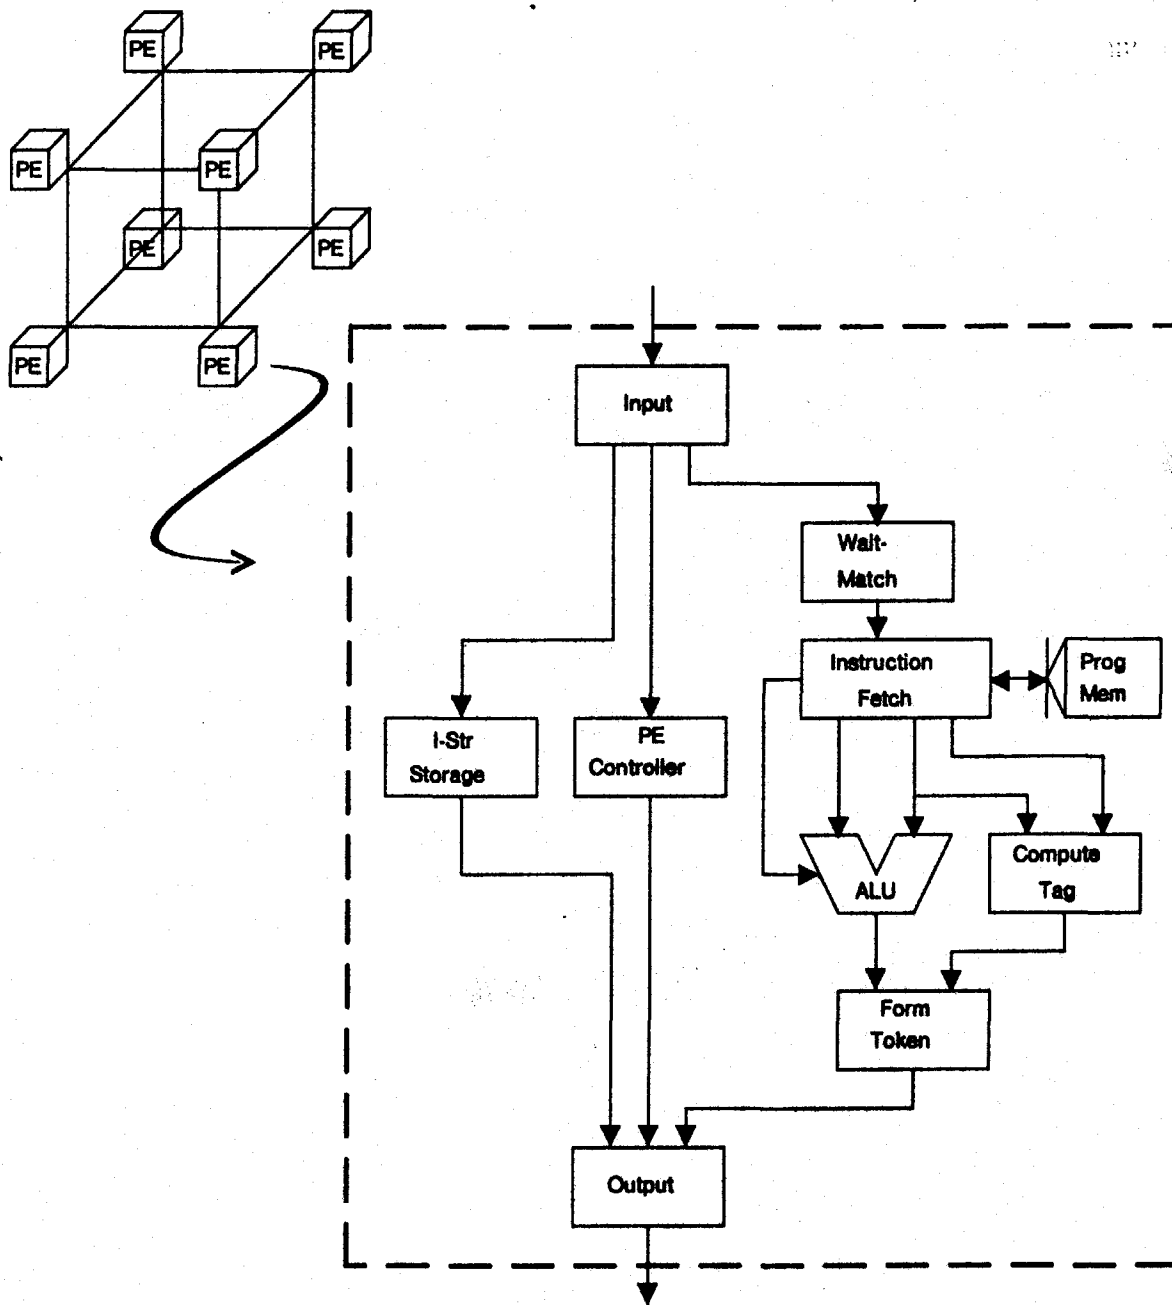 PE
PE
PE
PE
PE
PE
PE
PE
Input
Wait-
Match
Instruction
Fetch
Prog
Mem
I-Str
Storage
PE
Controller
ALU
Compute
Tag
Form
Token
Output